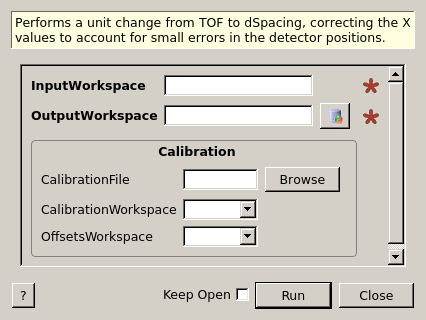 Performs a unit change from TOF to dSpacing, correcting the X
values to account for small errors in the detector positions.
InputWorkspace
OutputWorkspace
Calibration
CalibrationFile
Browse
CalibrationWorkspace
OffsetsWorkspace
?
Keep Open
Run
Close